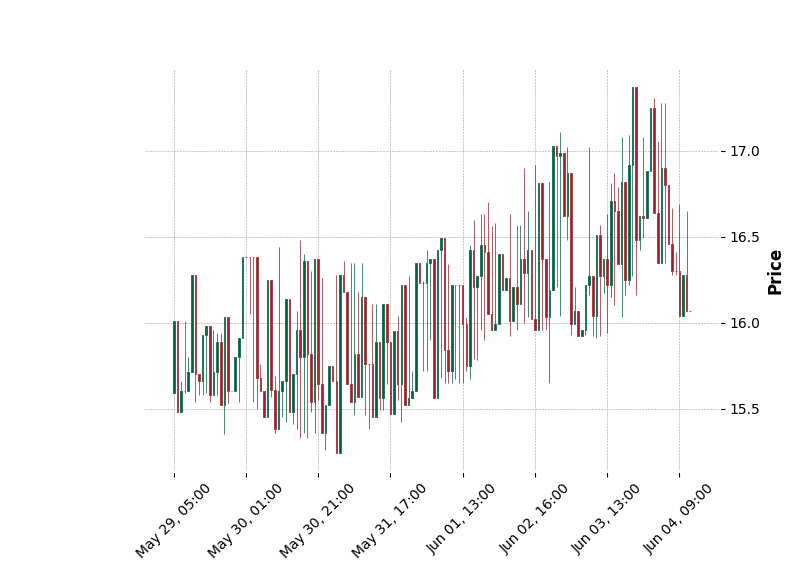 17.0
16.5
16.0
15.5
Price
May 29, 05:00
May 30, 01:00
May 30, 21:00
May 31, 17:00
Jun 01, 13:00
Jun 02, 16:00
Jun 03, 13:00
Jun 04, 09:00